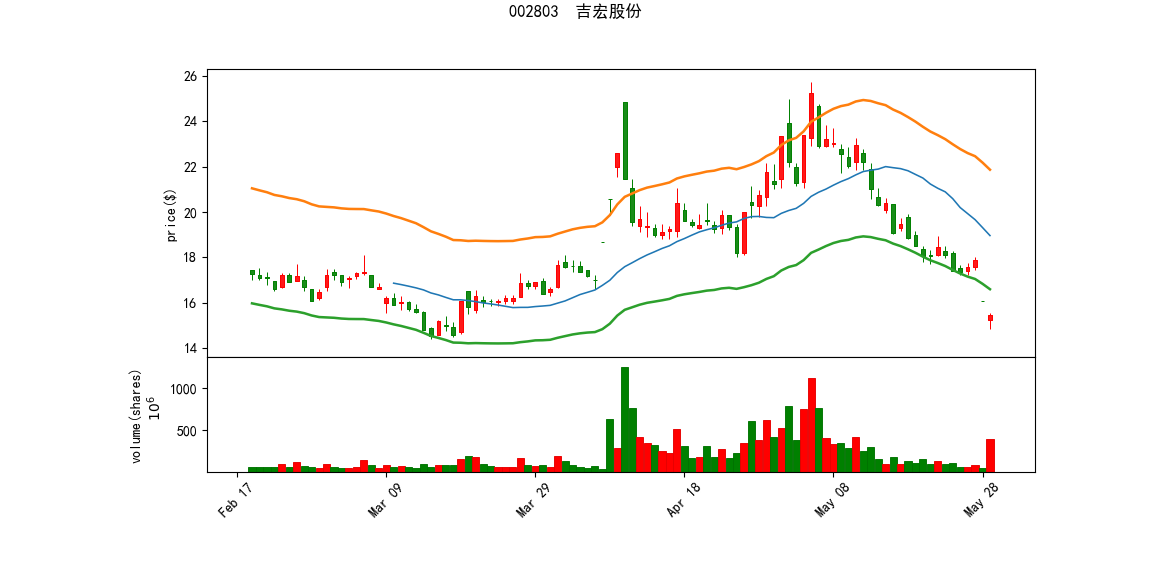 002803  吉宏股份
price($)
26
24
22
20
18
16
14
volume(shares)
10^6
1000
500
Feb 17
Mar 09
Mar 29
Apr 18
May 08
May 28